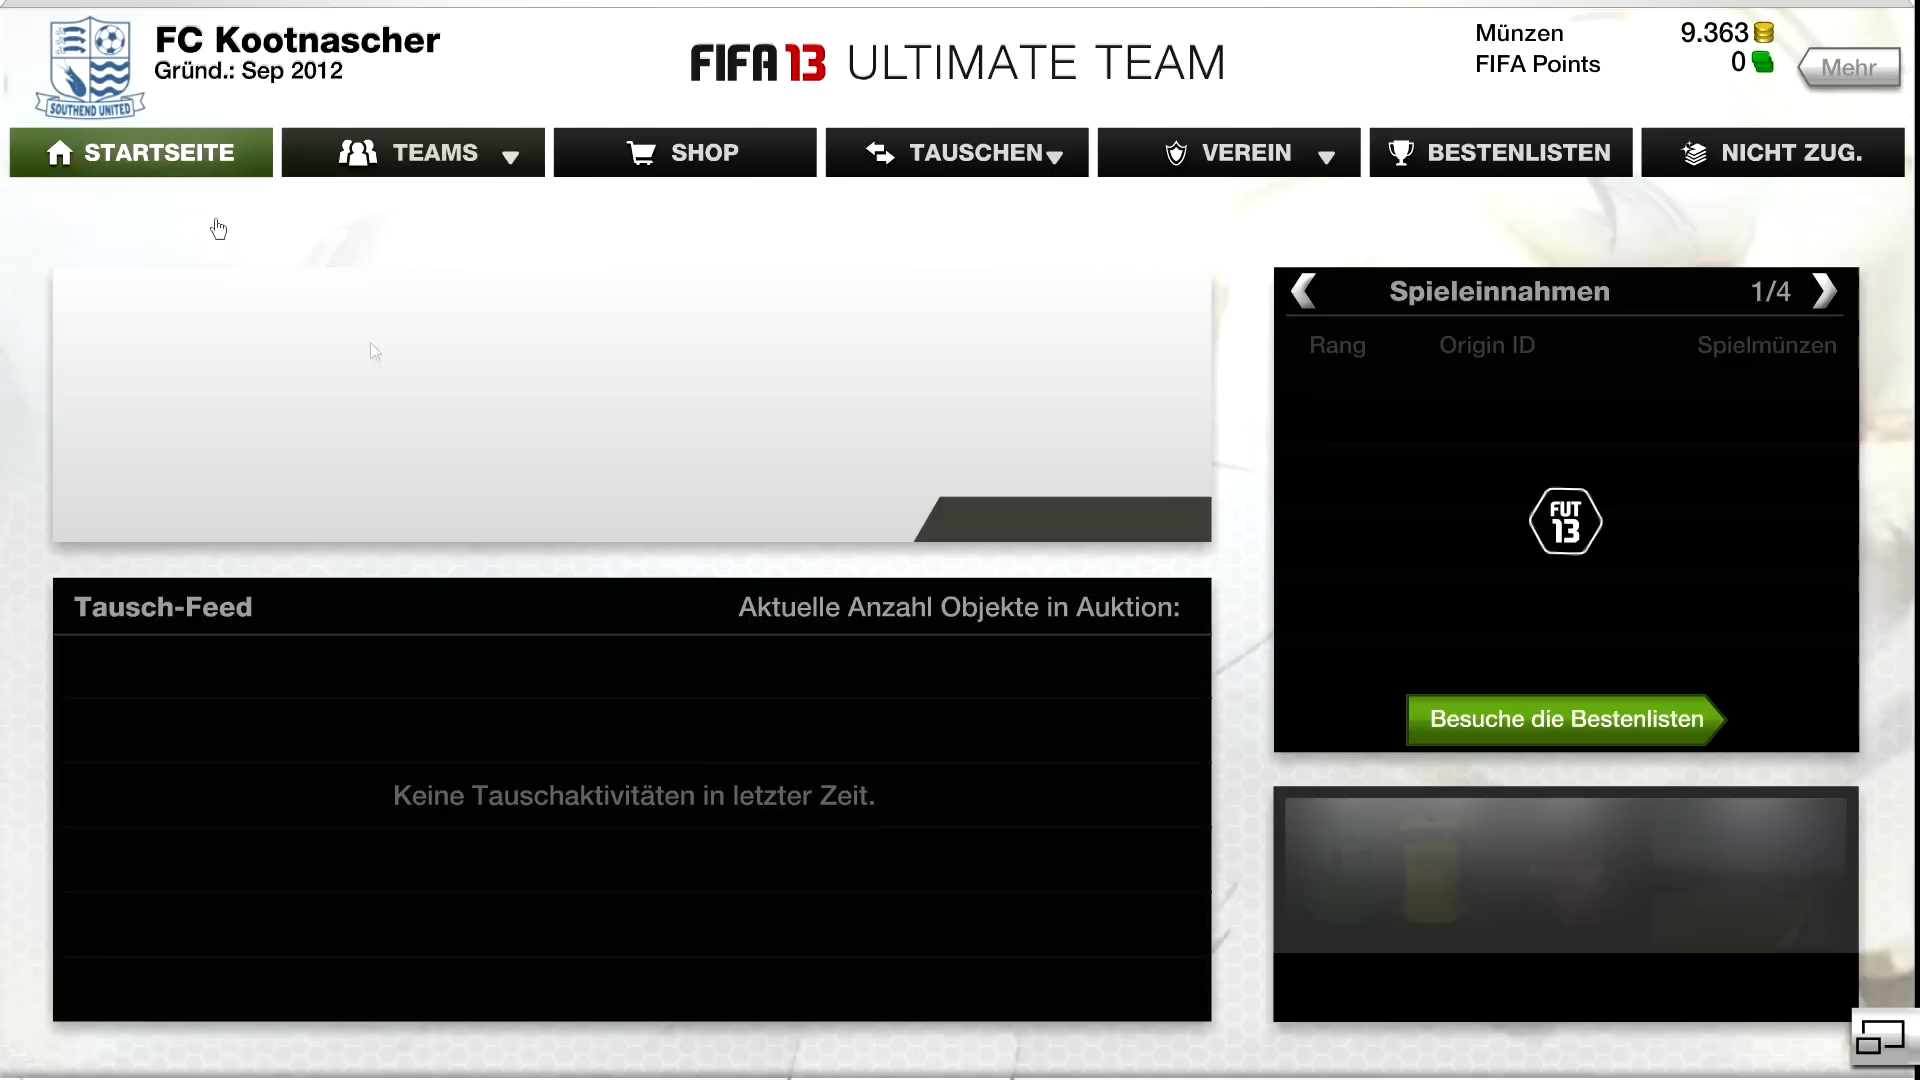 FC Kootnascher
Gründ.: Sep 2012
SOUTHEND UNITED
FIFA 13 ULTIMATE TEAM
Münzen 9.363
FIFA Points 0
Mehr
STARTSEITE TEAMS SHOP TAUSCHEN VEREIN BESTENLISTEN NICHT ZUG.
Spieleinnahmen 1/4
Rang Origin ID Spielmünzen
FUT
13
Besuche die Bestenlisten
Tausch-Feed Aktuelle Anzahl Objekte in Auktion:
Keine Tauschaktivitäten in letzter Zeit.